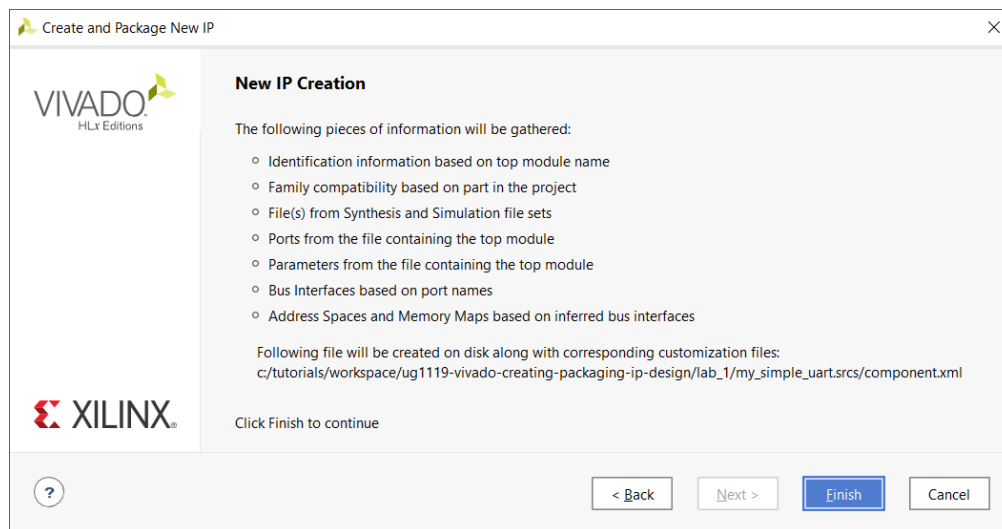 Create and Package New IP
VIVADO.
HLx Editions
New IP Creation
The following pieces of information will be gathered:
Identification information based on top module name
Family compatibility based on part in the project
File(s) from Synthesis and Simulation file sets
Ports from the file containing the top module
Parameters from the file containing the top module
Bus Interfaces based on port names
Address Spaces and Memory Maps based on inferred bus interfaces
Following file will be created on disk along with corresponding customization files:
c:/tutorials/workspace/ug1119-vivado-creating-packaging-ip-design/lab_1/my_simple_uart.srcs/component.xml
XILINX®
Click Finish to continue
? < Back Next > Finish Cancel